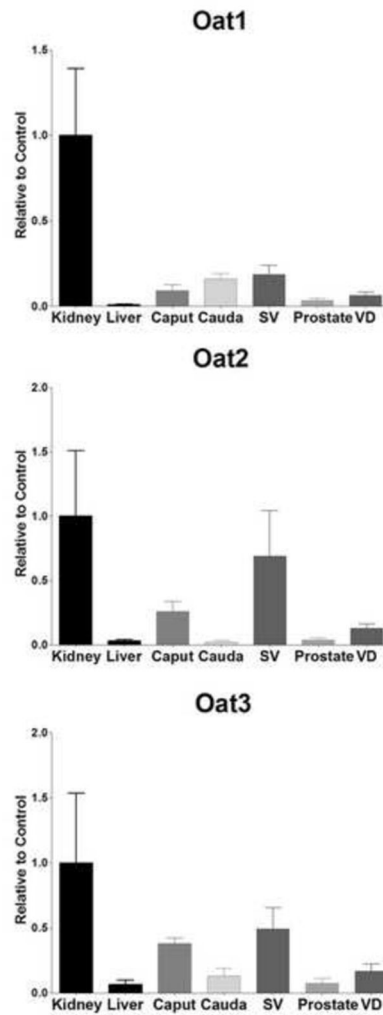 Oat1
Relative to Control
1.5
1.0
0.5
0.0
Kidney Liver Caput Cauda SV Prostate VD
Oat2
Relative to Control
2.0
1.5
1.0
0.5
0.0
Kidney Liver Caput Cauda SV Prostate VD
Oat3
Relative to Control
2.0
1.5
1.0
0.5
0.0
Kidney Liver Caput Cauda SV Prostate VD